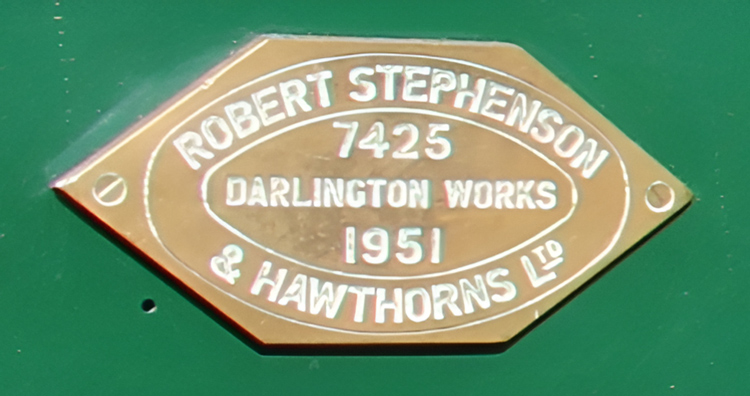 ROBERT STEPHENSON
7425
DARLINGTON WORKS
1951
& HAWTHORNS LTD